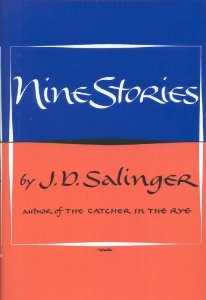 Nine Stories
by J.D. Salinger
author of THE CATCHER IN THE RYE